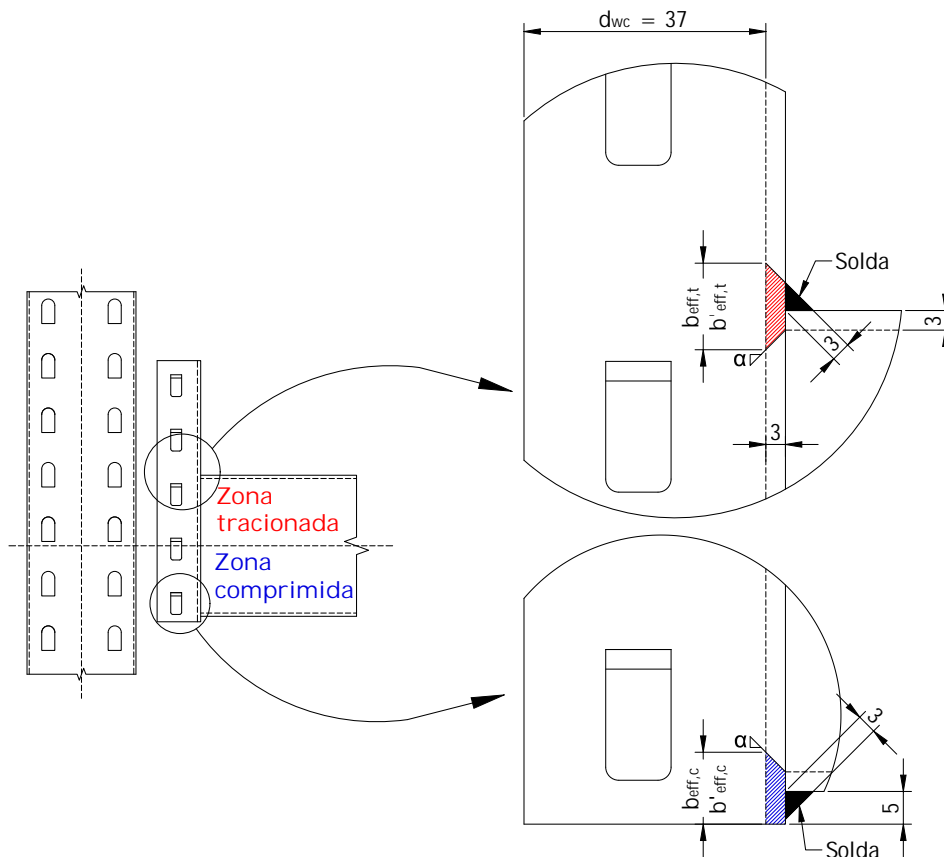 dwc = 37
Solda
beff,t
b'eff,t
3
3
α
3
Zona
tracionada
Zona
comprimida
α
3
beff,c
b'eff,c
5
Solda